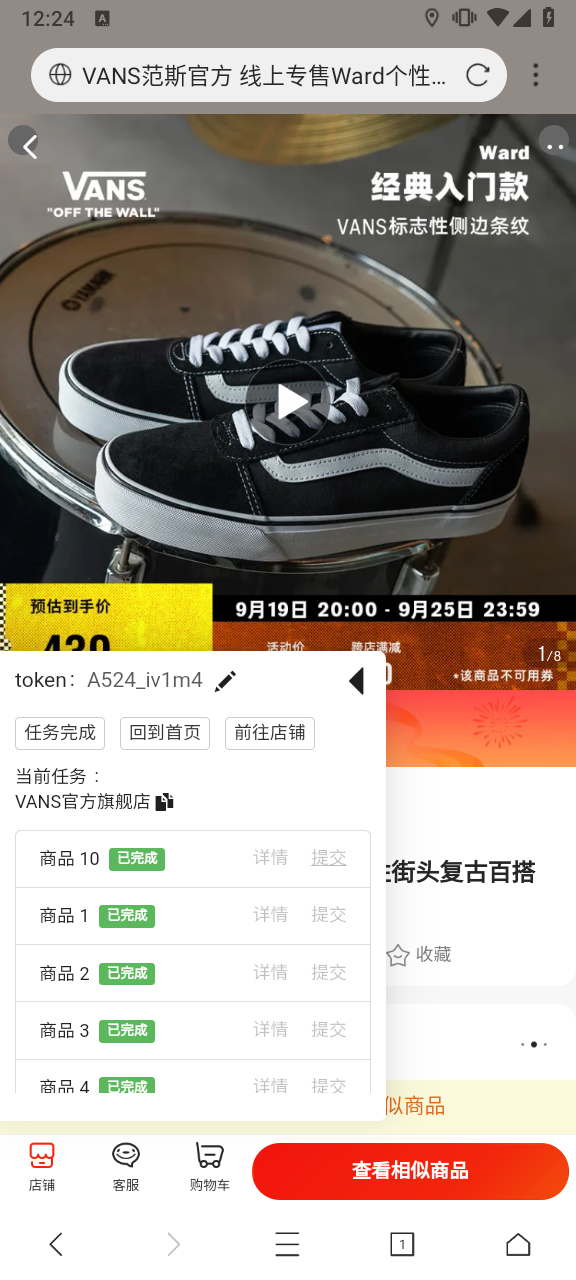 12:24
A
VANS范斯官方 线上专售Ward个性...
VANS
"OFF THE WALL"
Ward
经典入门款
VANS标志性侧边条纹
YAMAHA
预估到手价
9月19日 20:00 - 9月25日 23:59
活动价
跨店满减
1/8
*该商品不可用券
token: A524_iv1m4
任务完成
回到首页
前往店铺
当前任务：
VANS官方旗舰店
商品 10 已完成 详情 提交
商品 1 已完成 详情 提交
商品 2 已完成 详情 提交
商品 3 已完成 详情 提交
商品 4 已完成 详情 提交
街头复古百搭
收藏
似商品
店铺
客服
购物车
查看相似商品
1